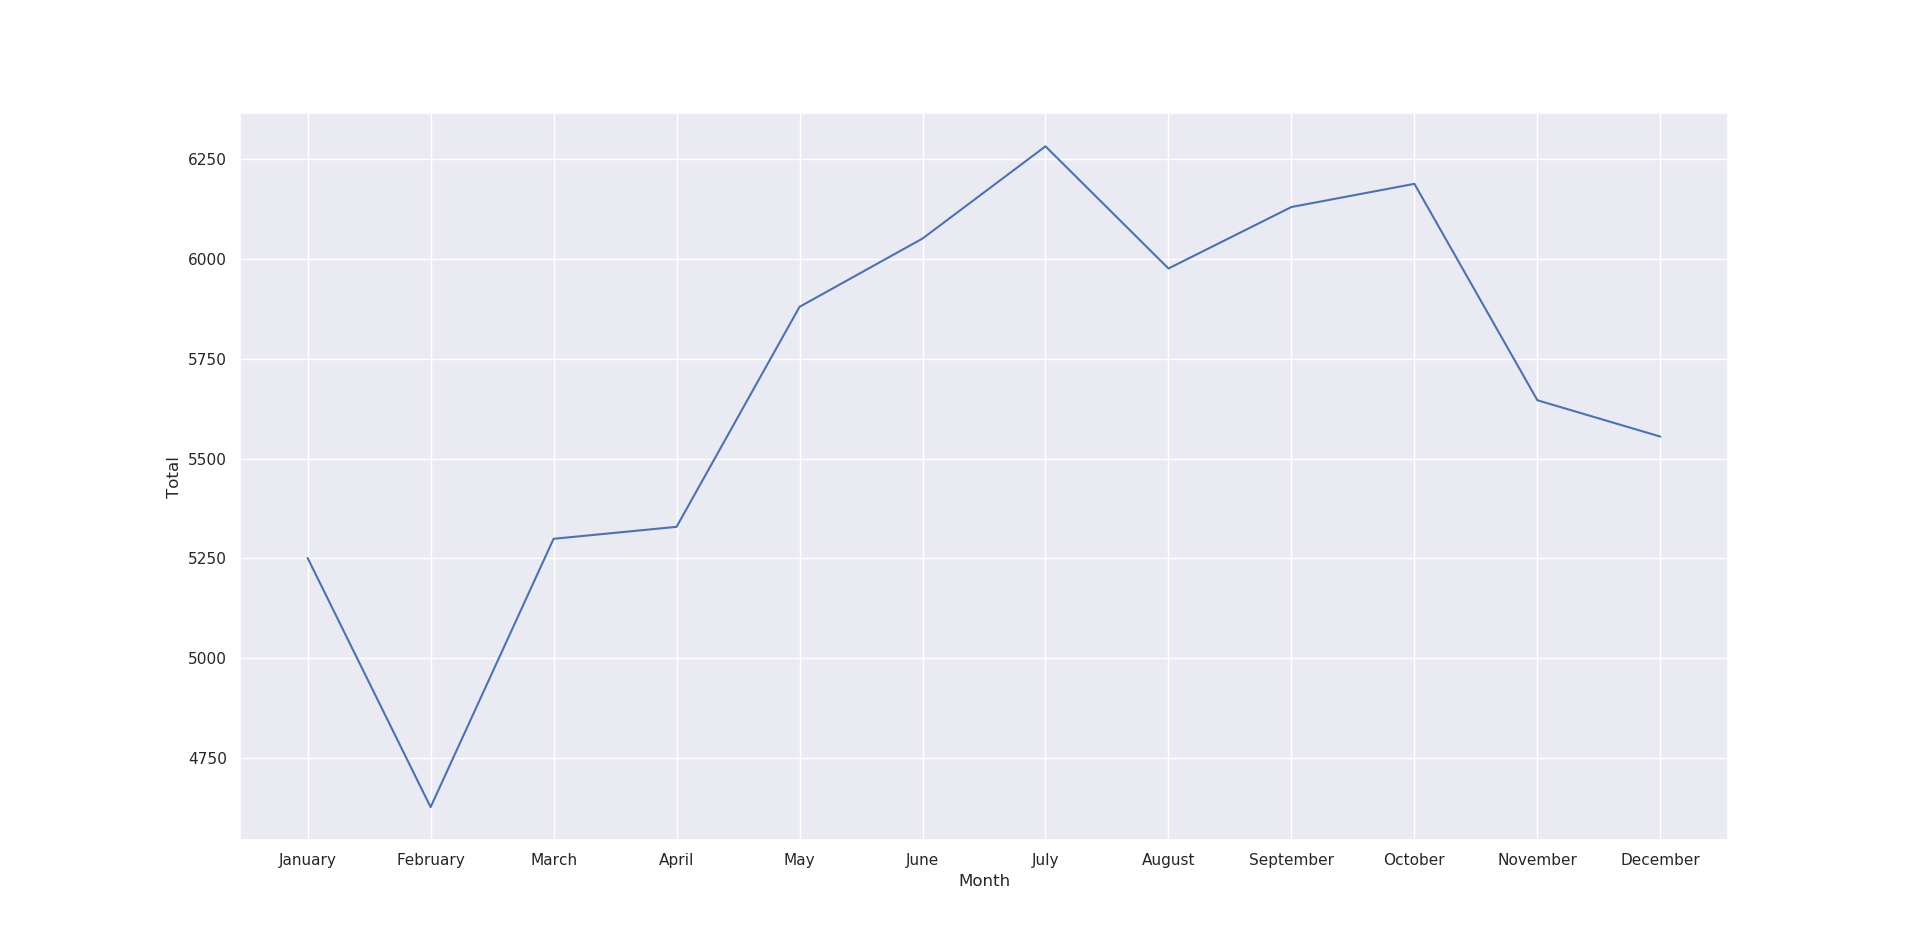 6250
6000
5750
5500
5250
5000
4750
Total
January February March April May June July August September October November December
Month